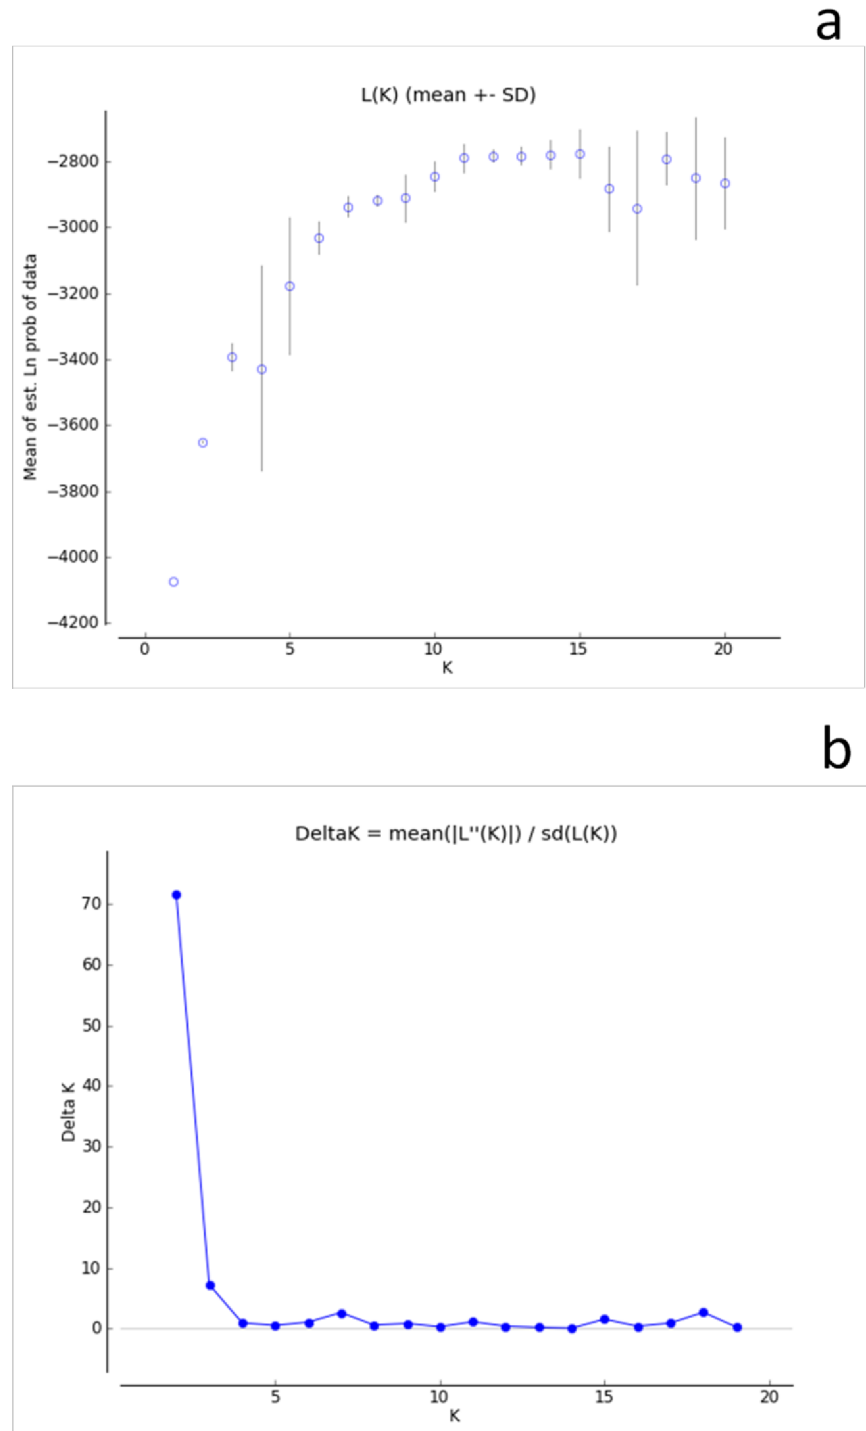 a
L(K) (mean +- SD)
Mean of est. Ln prob of data
−2800
−3000
−3200
−3400
−3600
−3800
−4000
−4200
0 5 10 15 20
K
b
DeltaK = mean(|L''(K)|) / sd(L(K))
Delta K
70
60
50
40
30
20
10
0
5 10 15 20
K